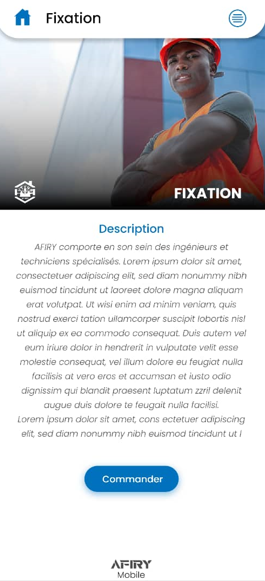 Fixation
FIXATION
Description
AFIRY comporte en son sein des ingénieurs et
techniciens spécialisés. Lorem ipsum dolor sit amet,
consectetuer adipiscing elit, sed diam nonummy nibh
euismod tincidunt ut laoreet dolore magna aliquam
erat volutpat. Ut wisi enim ad minim veniam, quis
nostrud exerci tation ullamcorper suscipit lobortis nisl
ut aliquip ex ea commodo consequat. Duis autem vel
eum iriure dolor in hendrerit in vulputate velit esse
molestie consequat, vel illum dolore eu feugiat nulla
facilisis at vero eros et accumsan et iusto odio
dignissim qui blandit praesent luptatum zzril delenit
augue duis dolore te feugait nulla facilisi.
Lorem ipsum dolor sit amet, cons ectetuer adipiscing
elit, sed diam nonummy nibh euismod tincidunt ut l
Commander
AFIRY
Mobile